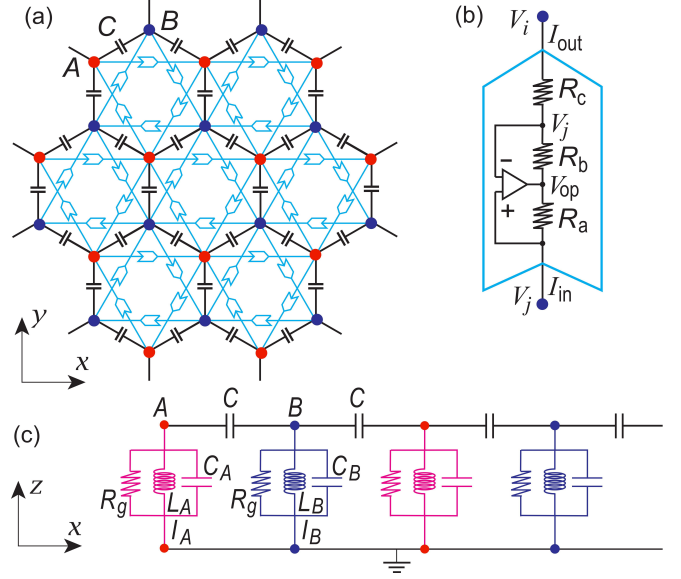 (a)
C
B
A
y
x
(b)
V_i
I_out
R_c
V_j
R_b
V_op
R_a
I_in
V_j
−
+
(c)
A
C
B
C
C_A
C_B
R_g
L_A
R_g
L_B
I_A
I_B
z
x